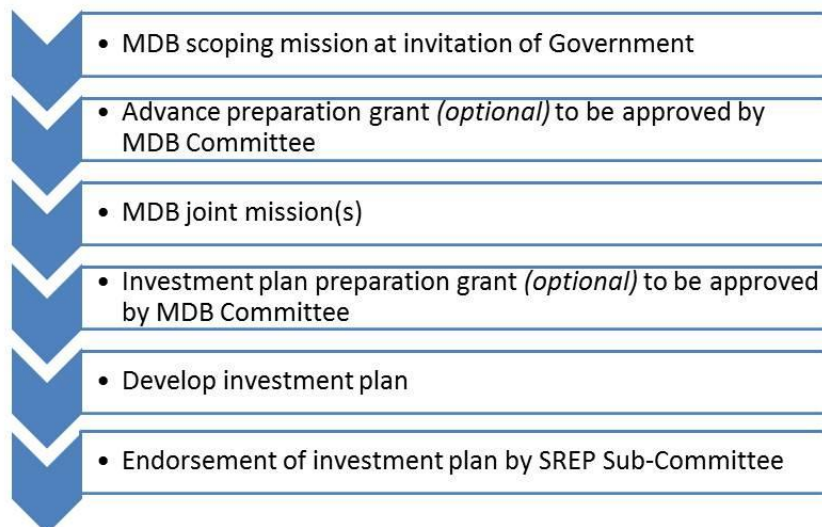 • MDB scoping mission at invitation of Government
• Advance preparation grant (optional) to be approved by
MDB Committee
• MDB joint mission(s)
• Investment plan preparation grant (optional) to be approved
by MDB Committee
• Develop investment plan
• Endorsement of investment plan by SREP Sub-Committee